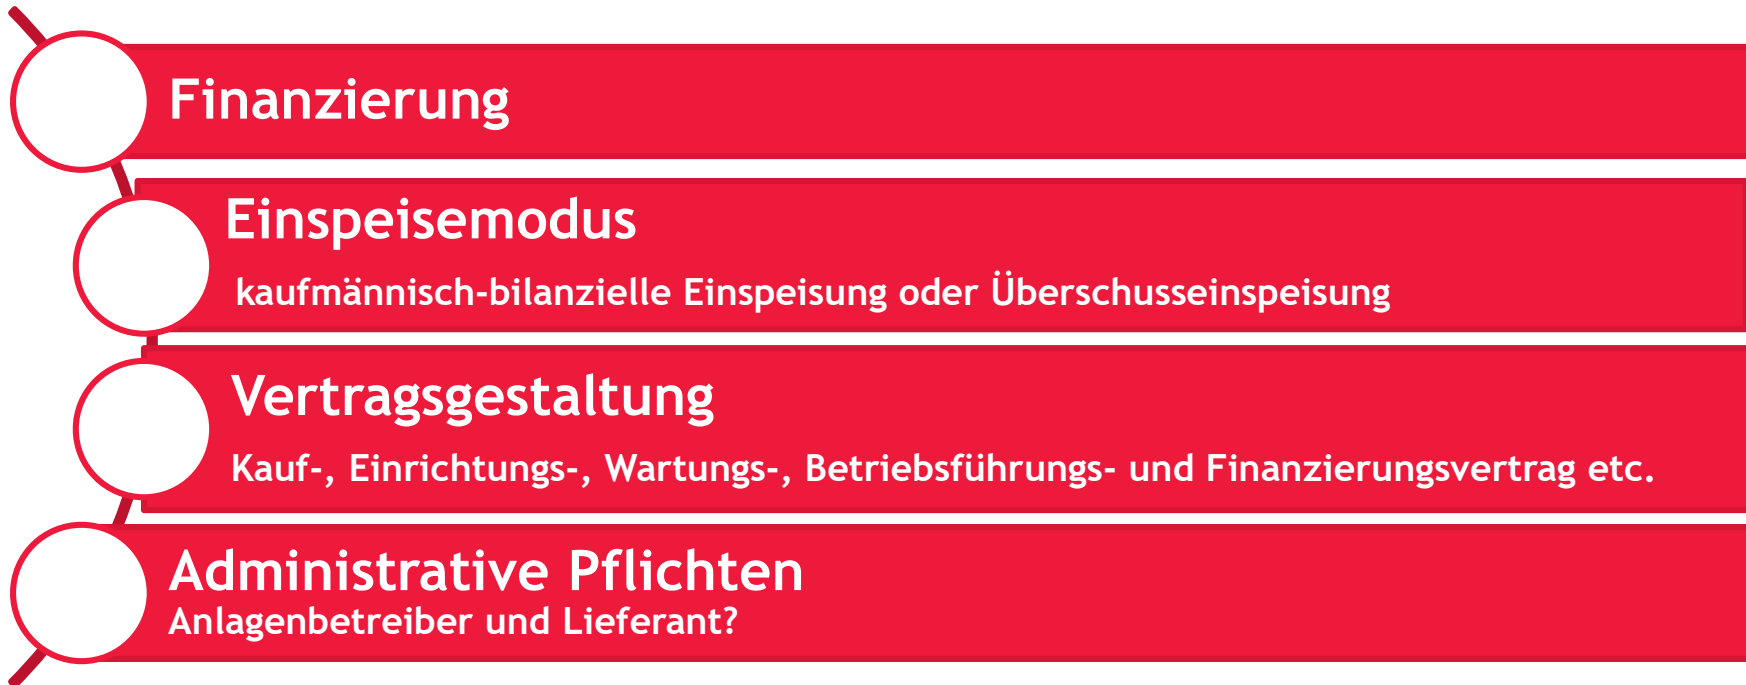 Finanzierung
Einspeisemodus
kaufmännisch-bilanzielle Einspeisung oder Überschusseinspeisung
Vertragsgestaltung
Kauf-, Einrichtungs-, Wartungs-, Betriebsführungs- und Finanzierungsvertrag etc.
Administrative Pflichten
Anlagenbetreiber und Lieferant?